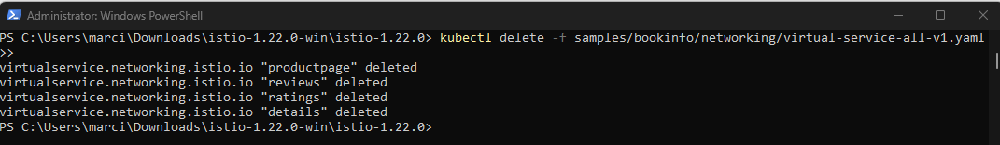 Administrator: Windows PowerShell
PS C:\Users\marci\Downloads\istio-1.22.0-win\istio-1.22.0> kubectl delete -f samples/bookinfo/networking/virtual-service-all-v1.yaml
>>
virtualservice.networking.istio.io "productpage" deleted
virtualservice.networking.istio.io "reviews" deleted
virtualservice.networking.istio.io "ratings" deleted
virtualservice.networking.istio.io "details" deleted
PS C:\Users\marci\Downloads\istio-1.22.0-win\istio-1.22.0>